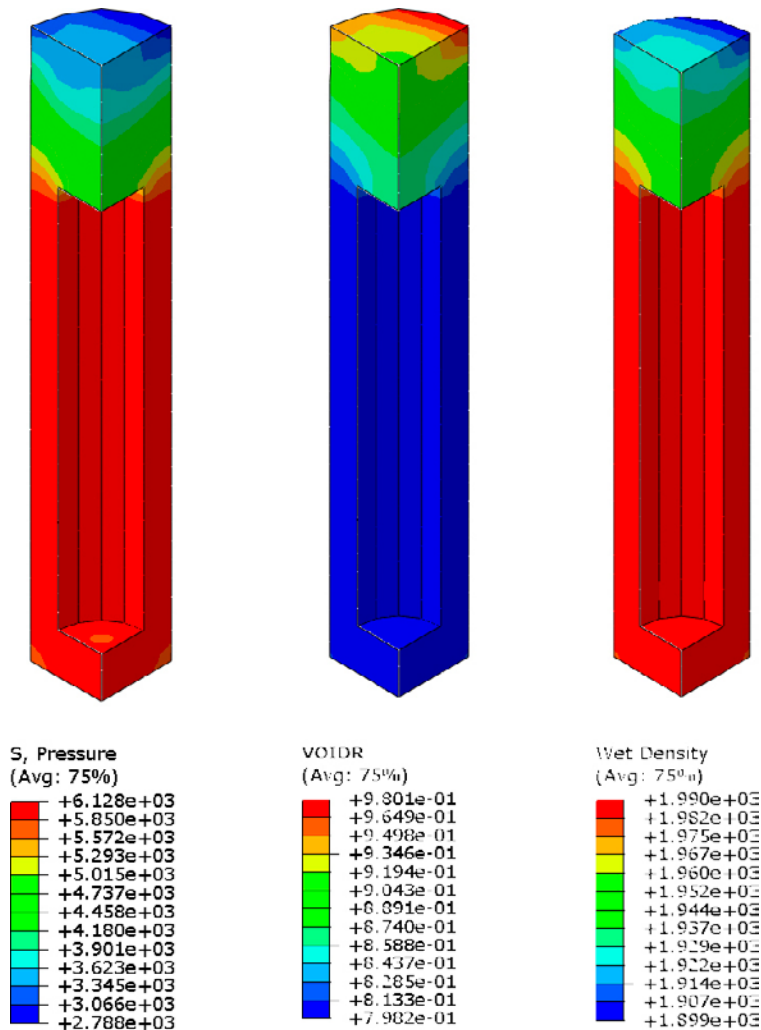 S, Pressure
(Avg: 75%)
+6.128e+03
+5.850e+03
+5.572e+03
+5.293e+03
+5.015e+03
+4.737e+03
+4.458e+03
+4.180e+03
+3.901e+03
+3.623e+03
+3.345e+03
+3.066e+03
+2.788e+03
VOIDR
(Avg: 75%)
+9.801e-01
+9.649e-01
+9.498e-01
+9.346e-01
+9.194e-01
+9.043e-01
+8.891e-01
+8.740e-01
+8.588e-01
+8.437e-01
+8.285e-01
+8.133e-01
+7.982e-01
Wet Density
(Avg: 75%)
+1.990e+03
+1.982e+03
+1.975e+03
+1.967e+03
+1.960e+03
+1.952e+03
+1.944e+03
+1.937e+03
+1.929e+03
+1.922e+03
+1.914e+03
+1.907e+03
+1.899e+03